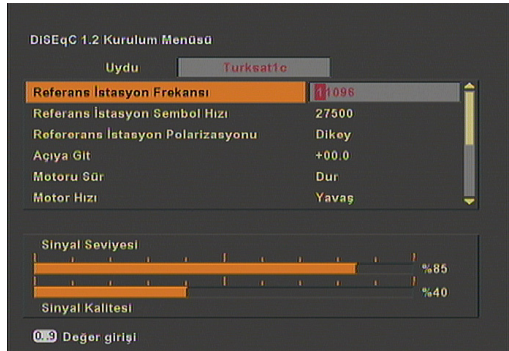 DiSEqC 1.2 Kurulum Menüsü
Uydu Turksat1c
Referans İstasyon Frekansı 11096
Referans İstasyon Sembol Hızı 27500
Refererans İstasyon Polarizasyonu Dikey
Açıya Git +00.0
Motoru Sür Dur
Motor Hızı Yavaş
Sinyal Seviyesi
%85
%40
Sinyal Kalitesi
0..9 Değer girişi